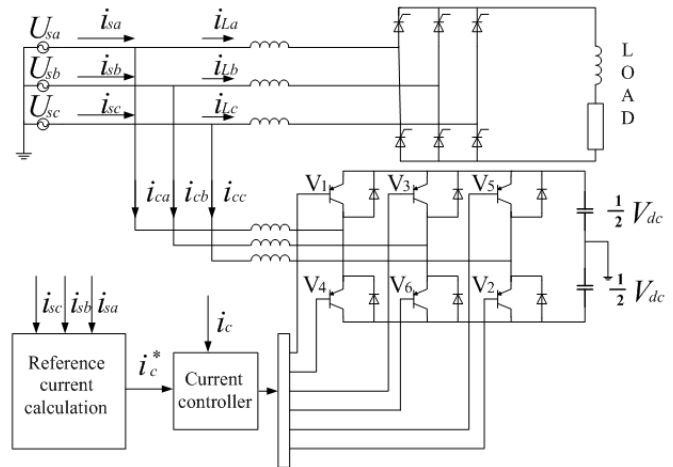 U_sa i_sa i_La
U_sb i_sb i_Lb
U_sc i_sc i_Lc
LOAD
i_ca i_cb i_cc
V1 V3 V5
1/2 V_dc
V4 V6 V2
1/2 V_dc
i_sc i_sb i_sa
i_c
Reference
current
calculation
i_c^*
Current
controller